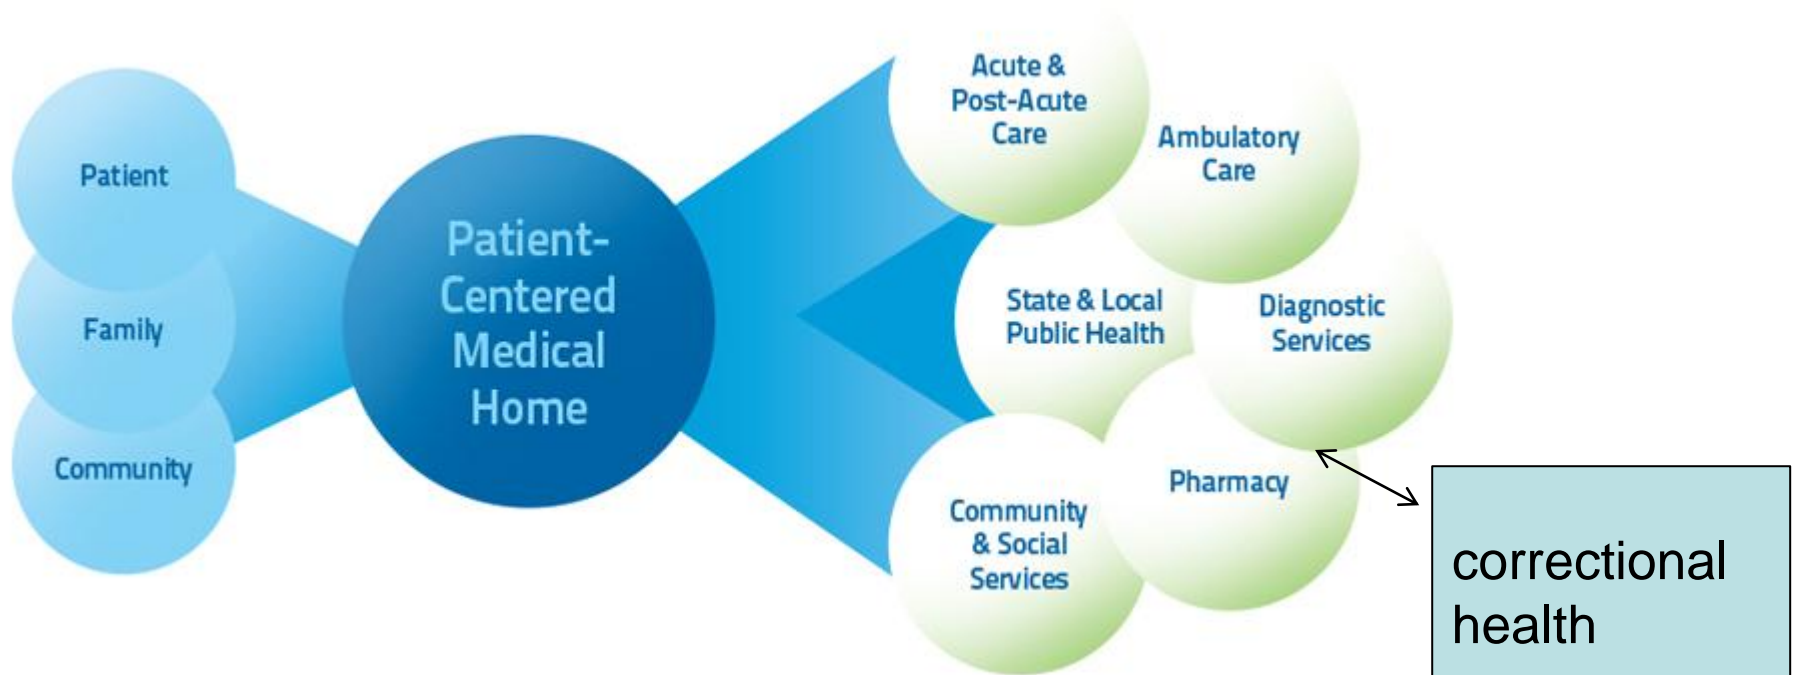 Patient
Family
Community
Patient-
Centered
Medical
Home
Acute &
Post-Acute
Care
Ambulatory
Care
State & Local
Public Health
Diagnostic
Services
Community
& Social
Services
Pharmacy
correctional
health